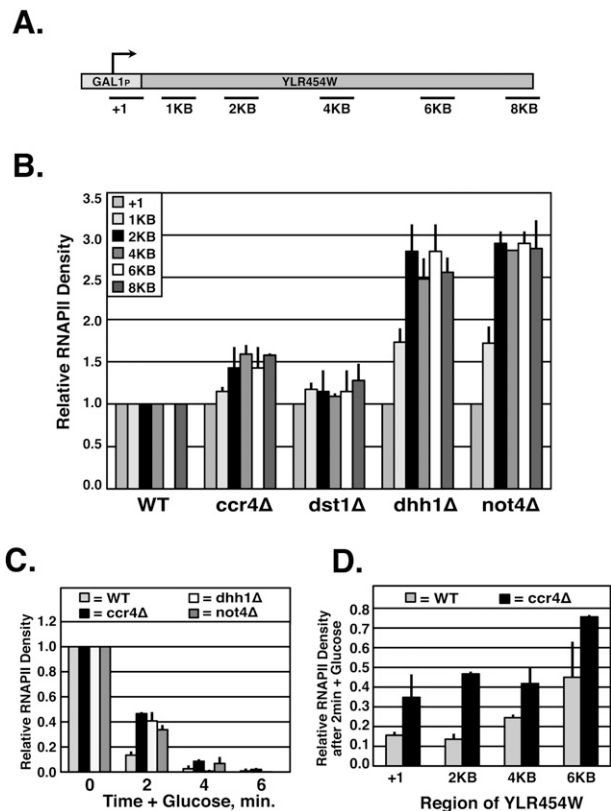 A.
GAL1P
YLR454W
+1 1KB 2KB 4KB 6KB 8KB
B.
3.5
3.0
2.5
2.0
1.5
1.0
0.5
0.0
Relative RNAPII Density
+1
1KB
2KB
4KB
6KB
8KB
WT ccr4Δ dst1Δ dhh1Δ not4Δ
C.
= WT = dhh1Δ
= ccr4Δ = not4Δ
1.2
1.0
0.8
0.6
0.4
0.2
0.0
Relative RNAPII Density
0 2 4 6
Time + Glucose, min.
D.
= WT = ccr4Δ
0.8
0.7
0.6
0.5
0.4
0.3
0.2
0.1
0.0
Relative RNAPII Density
after 2min + Glucose
+1 2KB 4KB 6KB
Region of YLR454W